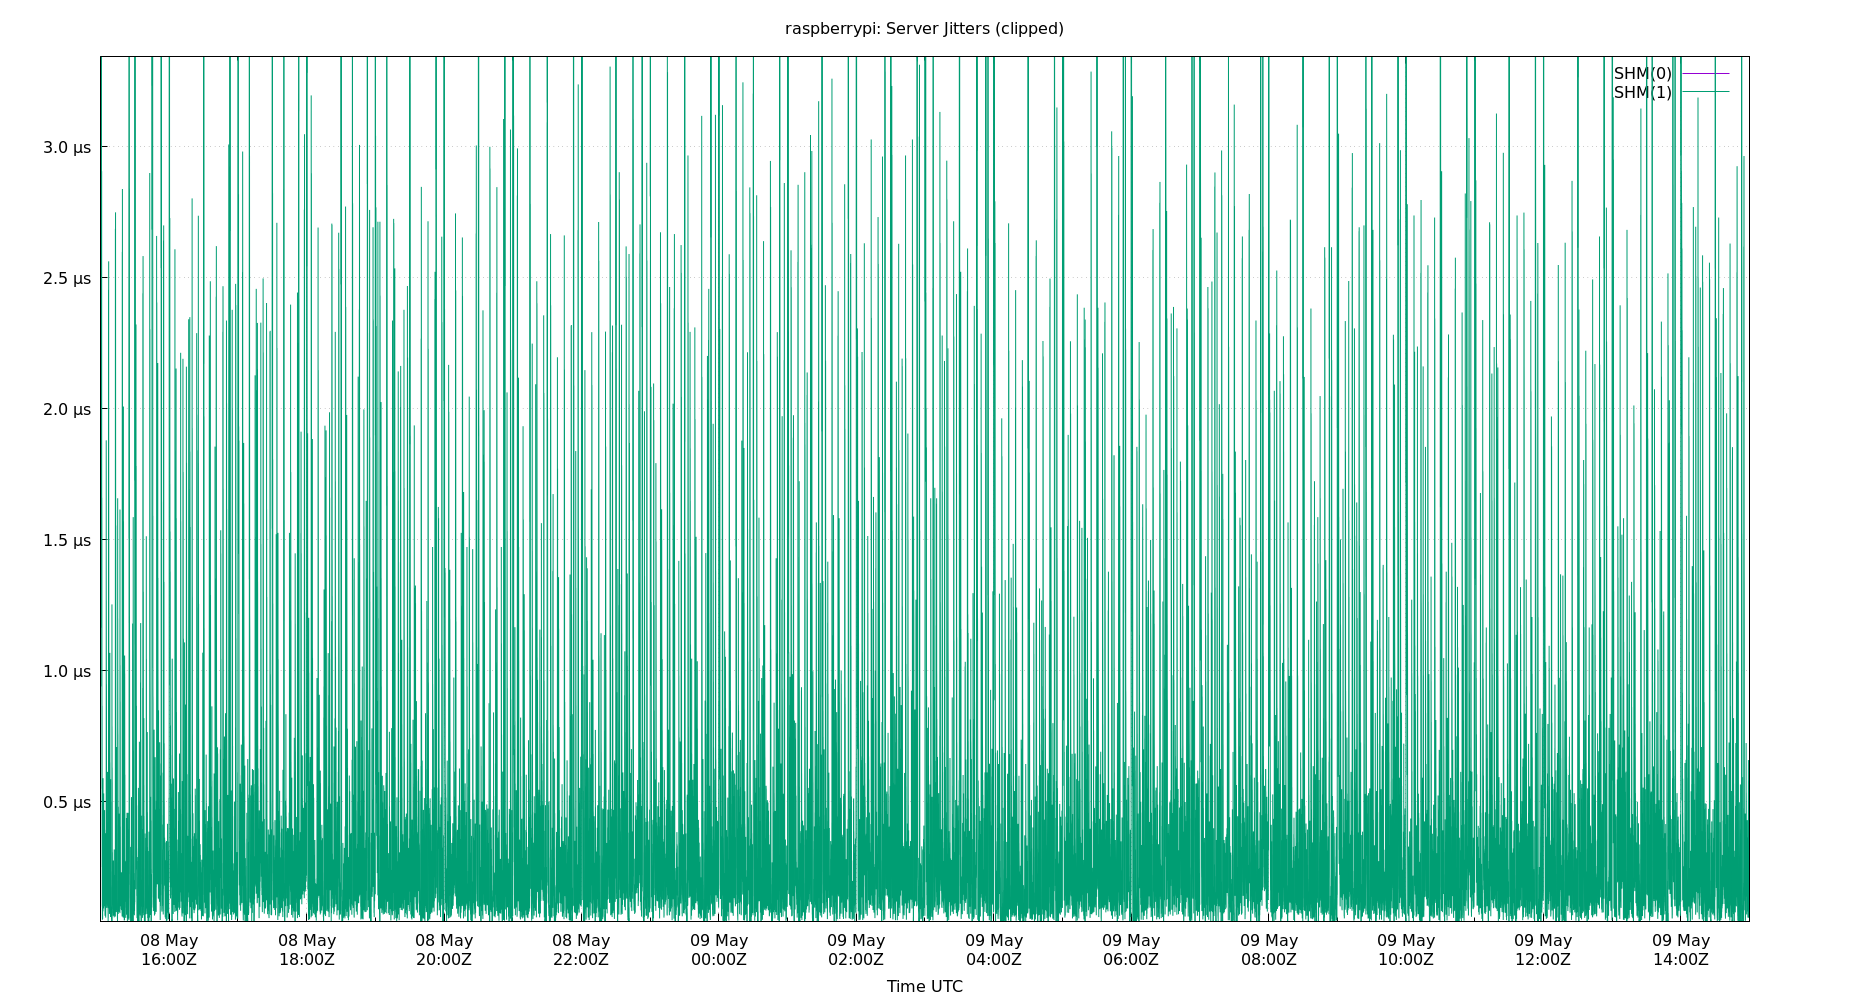 raspberrypi: Server Jitters (clipped)
SHM(0)
SHM(1)
3.0 µs
2.5 µs
2.0 µs
1.5 µs
1.0 µs
0.5 µs
08 May 08 May 08 May 08 May 09 May 09 May 09 May 09 May 09 May 09 May 09 May 09 May
16:00Z 18:00Z 20:00Z 22:00Z 00:00Z 02:00Z 04:00Z 06:00Z 08:00Z 10:00Z 12:00Z 14:00Z
Time UTC